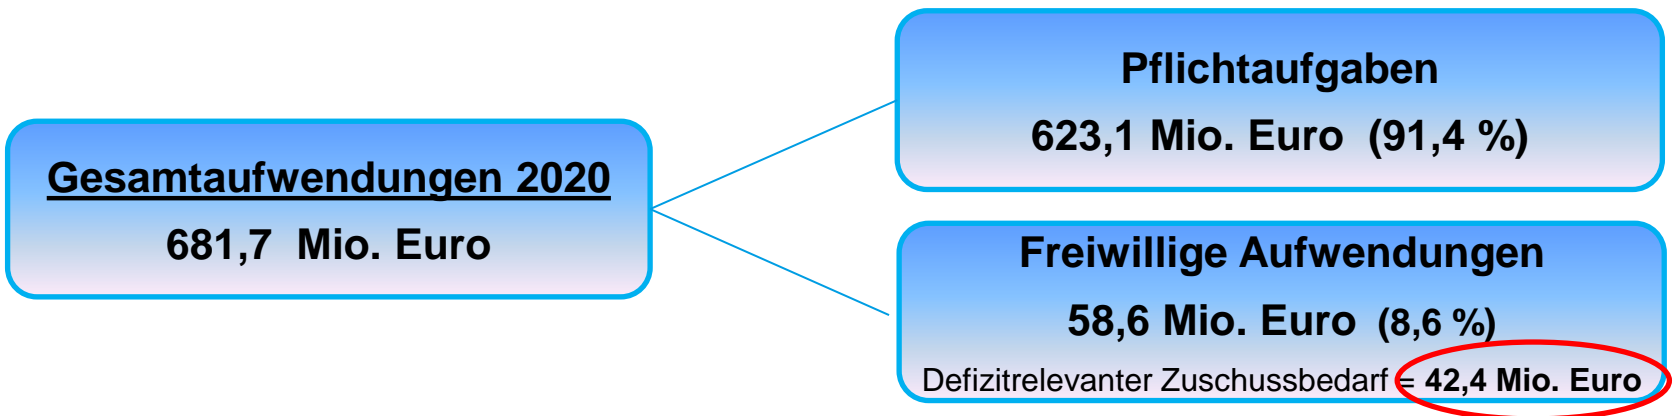 Gesamtaufwendungen 2020
681,7 Mio. Euro
Pflichtaufgaben
623,1 Mio. Euro (91,4 %)
Freiwillige Aufwendungen
58,6 Mio. Euro (8,6 %)
Defizitrelevanter Zuschussbedarf = 42,4 Mio. Euro